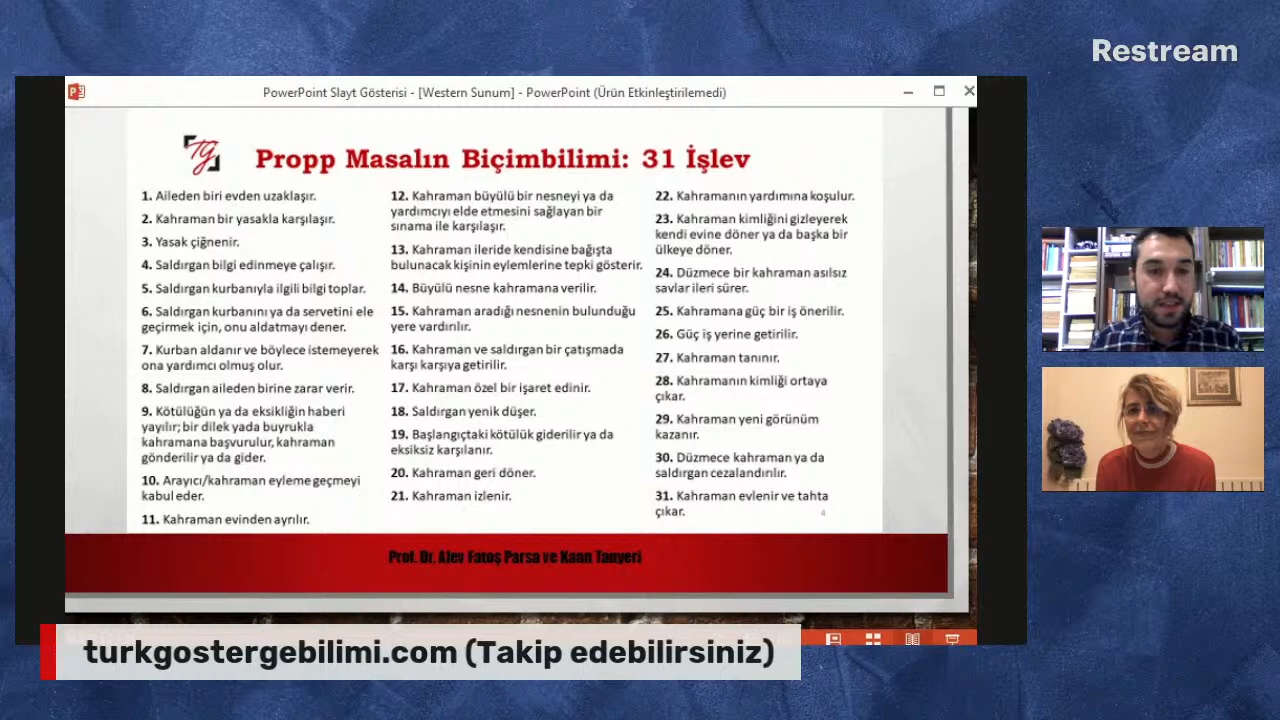 Restream
PowerPoint Slayt Gösterisi - [Western Sunum] - PowerPoint (Ürün Etkinleştirilemedi)
TG
Propp Masalın Biçimbilimi: 31 İşlev
1. Aileden biri evden uzaklaşır.
2. Kahraman bir yasakla karşılaşır.
3. Yasak çiğnenir.
4. Saldırgan bilgi edinmeye çalışır.
5. Saldırgan kurbanıyla ilgili bilgi toplar.
6. Saldırgan kurbanını ya da servetini ele
geçirmek için, onu aldatmayı dener.
7. Kurban aldanır ve böylece istemeyerek
ona yardımcı olmuş olur.
8. Saldırgan aileden birine zarar verir.
9. Kötülüğün ya da eksikliğin haberi
yayılır; bir dilek yada buyrukla
kahramana başvurulur, kahraman
gönderilir ya da gider.
10. Arayıcı/kahraman eyleme geçmeyi
kabul eder.
11. Kahraman evinden ayrılır.
12. Kahraman büyülü bir nesneyi ya da
yardımcıyı elde etmesini sağlayan bir
sınama ile karşılaşır.
13. Kahraman ileride kendisine bağışta
bulunacak kişinin eylemlerine tepki gösterir.
14. Büyülü nesne kahramana verilir.
15. Kahraman aradığı nesnenin bulunduğu
yere vardırılır.
16. Kahraman ve saldırgan bir çatışmada
karşı karşıya getirilir.
17. Kahraman özel bir işaret edinir.
18. Saldırgan yenik düşer.
19. Başlangıçtaki kötülük giderilir ya da
eksiksiz karşılanır.
20. Kahraman geri döner.
21. Kahraman izlenir.
22. Kahramanın yardımına koşulur.
23. Kahraman kimliğini gizleyerek
kendi evine döner ya da başka bir
ülkeye döner.
24. Düzmece bir kahraman asılsız
savlar ileri sürer.
25. Kahramana güç bir iş önerilir.
26. Güç iş yerine getirilir.
27. Kahraman tanınır.
28. Kahramanın kimliği ortaya
çıkar.
29. Kahraman yeni görünüm
kazanır.
30. Düzmece kahraman ya da
saldırgan cezalandırılır.
31. Kahraman evlenir ve tahta
çıkar.
4
Prof. Dr. Alev Fatoş Parsa ve Kaan Tanyeri
turkgostergebilimi.com (Takip edebilirsiniz)